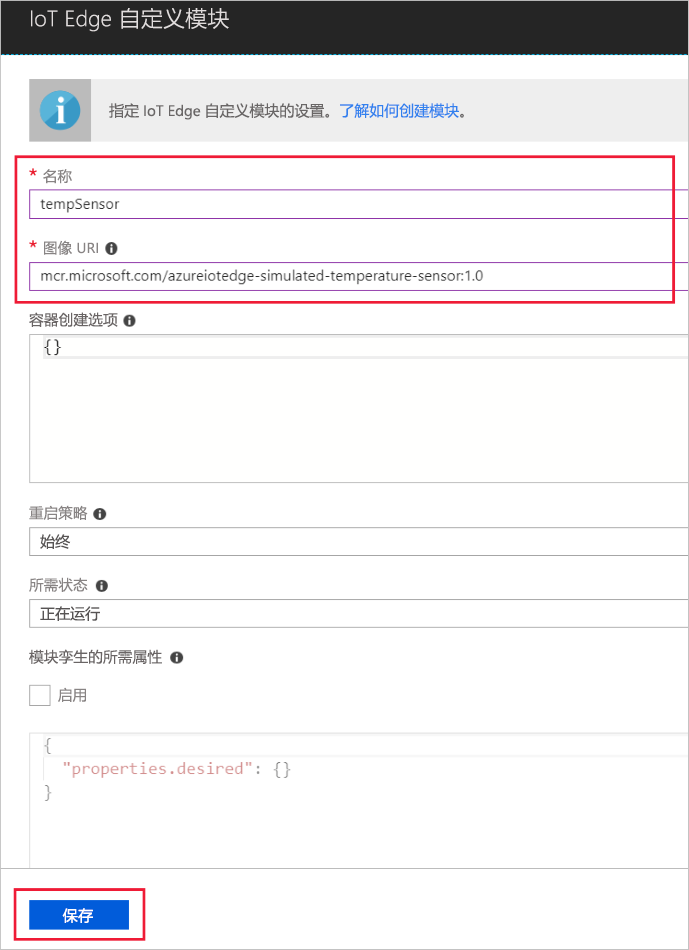 IoT Edge 自定义模块
指定 IoT Edge 自定义模块的设置。了解如何创建模块。
* 名称
tempSensor
* 图像 URI
mcr.microsoft.com/azureiotedge-simulated-temperature-sensor:1.0
容器创建选项
{}
重启策略
始终
所需状态
正在运行
模块孪生的所需属性
启用
{
"properties.desired": {}
}
保存